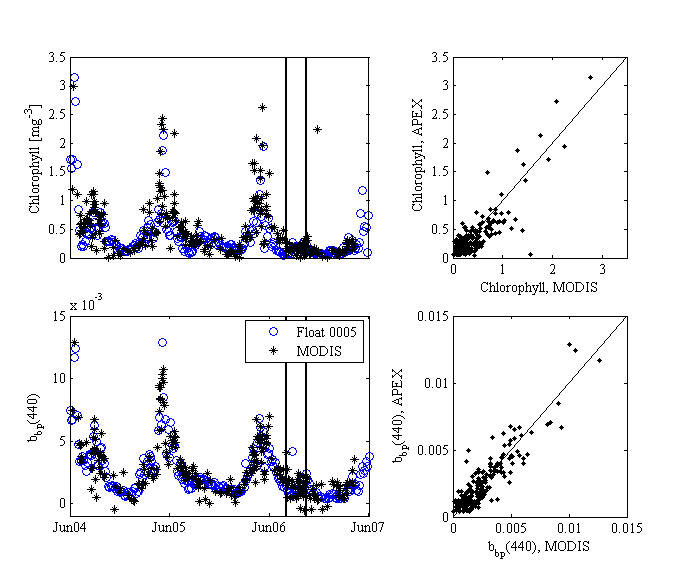 3.5
3
2.5
2
1.5
1
0.5
0
Chlorophyll [mg⁻³]
3.5
3
2.5
2
1.5
1
0.5
0
Chlorophyll, APEX
0 1 2 3
Chlorophyll, MODIS
x 10⁻³
15
10
5
0
b_bp(440)
Float 0005
MODIS
Jun04 Jun05 Jun06 Jun07
0.015
0.01
0.005
0
b_bp(440), APEX
0 0.005 0.01 0.015
b_bp(440), MODIS